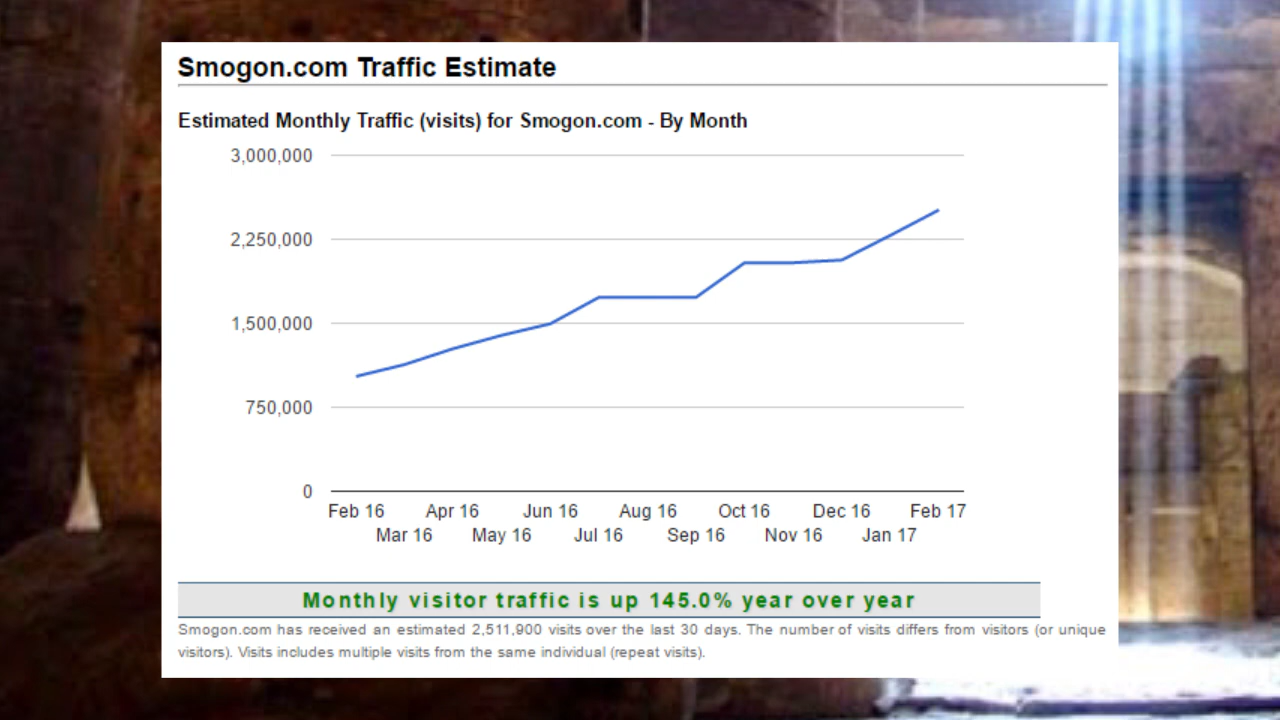 Smogon.com Traffic Estimate
Estimated Monthly Traffic (visits) for Smogon.com - By Month
3,000,000
2,250,000
1,500,000
750,000
0
Feb 16 Apr 16 Jun 16 Aug 16 Oct 16 Dec 16 Feb 17
Mar 16 May 16 Jul 16 Sep 16 Nov 16 Jan 17
Monthly visitor traffic is up 145.0% year over year
Smogon.com has received an estimated 2,511,900 visits over the last 30 days. The number of visits differs from visitors (or unique
visitors). Visits includes multiple visits from the same individual (repeat visits).